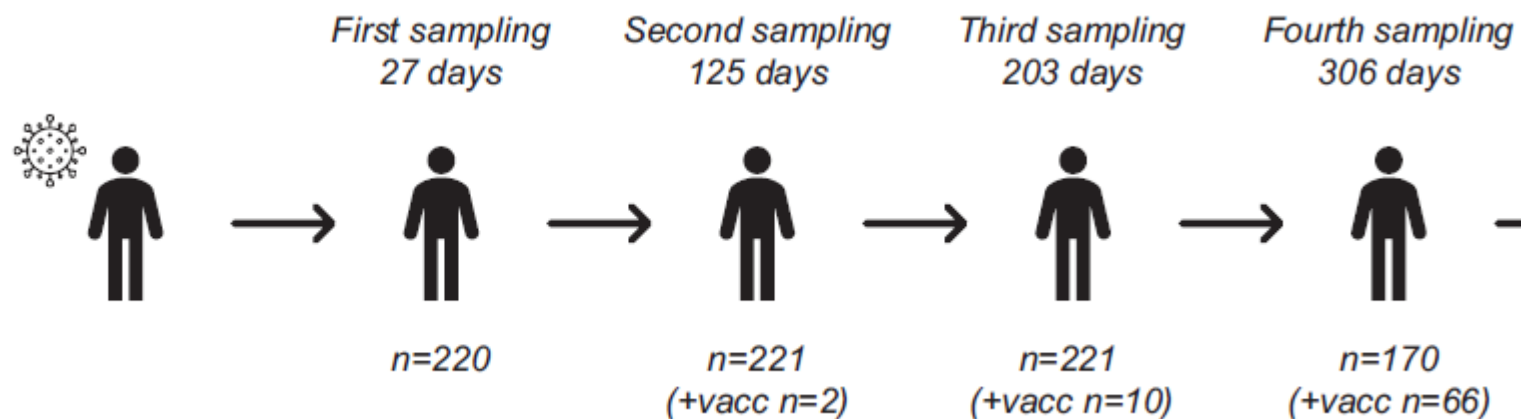 First sampling
27 days
Second sampling
125 days
Third sampling
203 days
Fourth sampling
306 days
n=220
n=221
(+vacc n=2)
n=221
(+vacc n=10)
n=170
(+vacc n=66)